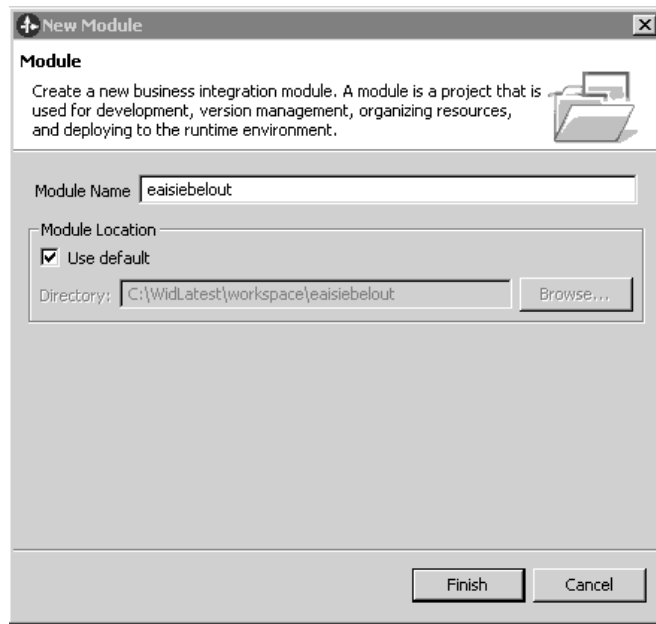 New Module
Module
Create a new business integration module. A module is a project that is
used for development, version management, organizing resources,
and deploying to the runtime environment.
Module Name eaisiebelout
Module Location
Use default
Directory: C:\WidLatest\workspace\eaisiebelout Browse...
Finish Cancel